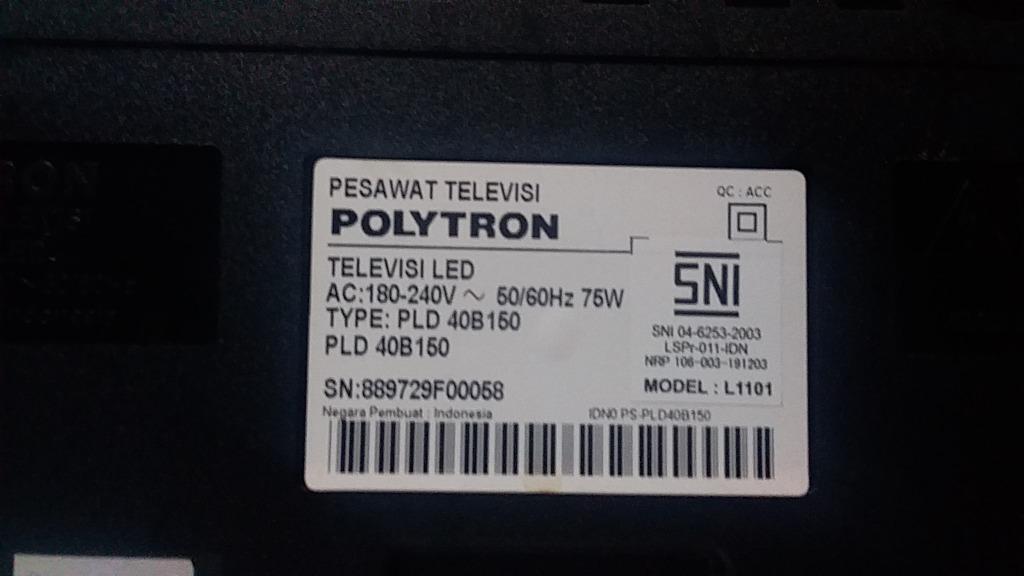 PESAWAT TELEVISI
POLYTRON
QC : ACC
TELEVISI LED
AC:180-240V ~ 50/60Hz 75W
TYPE: PLD 40B150
PLD 40B150
SN:889729F00058
SNI
SNI 04-6253-2003
LSPr-011-IDN
NRP 106-003-191203
MODEL : L1101
Negara Pembuat : Indonesia
IDN0 PS-PLD40B150